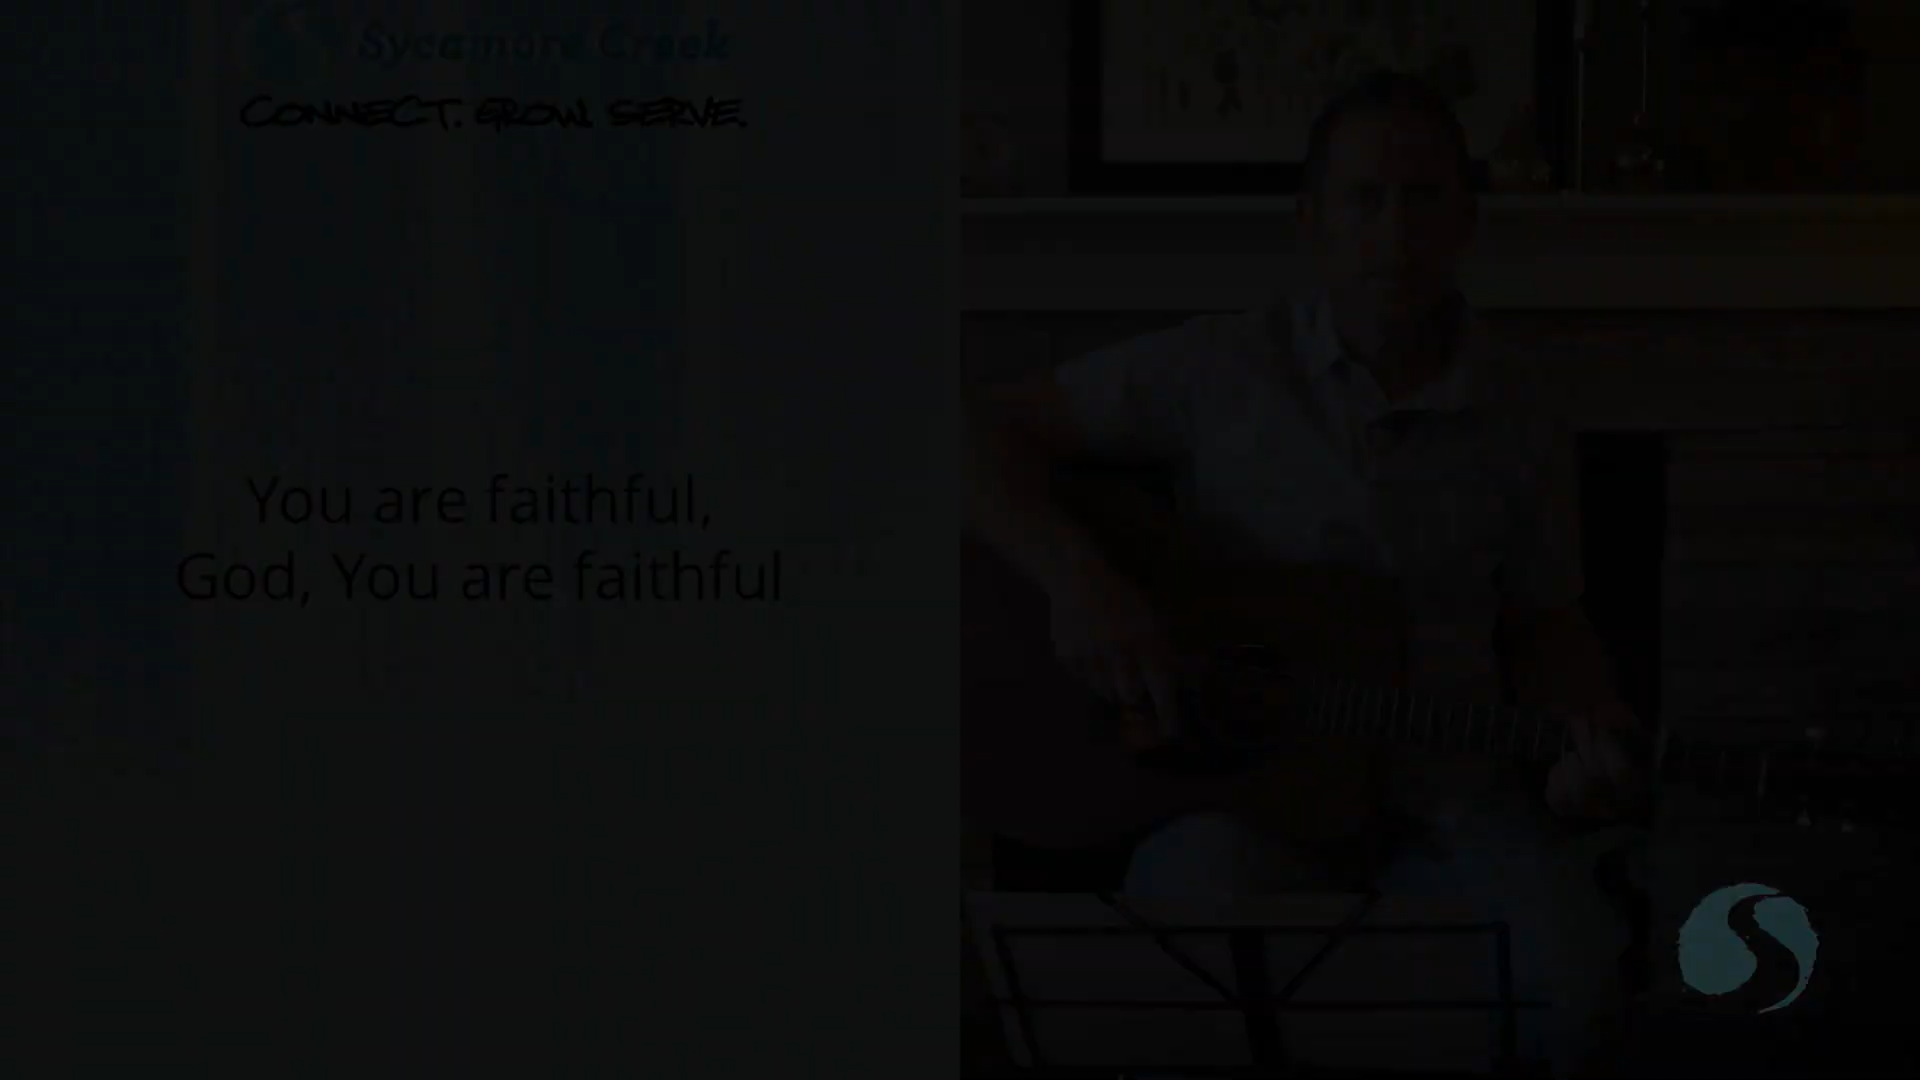 Sycamore Creek
CONNECT. GROW. SERVE.
You are faithful,
God, You are faithful